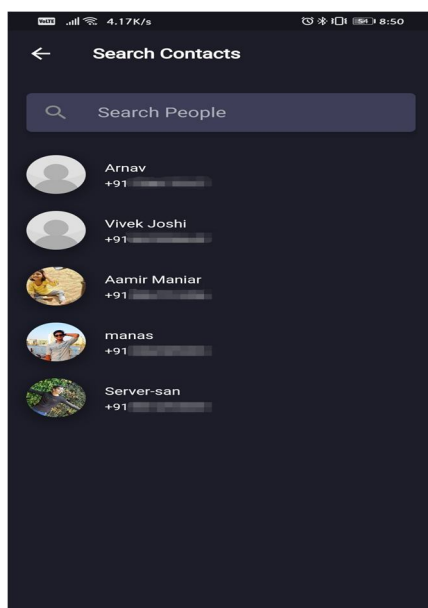 VoLTE 4.17K/s 54 8:50
Search Contacts
Search People
Arnav
+91
Vivek Joshi
+91
Aamir Maniar
+91
manas
+91
Server-san
+91